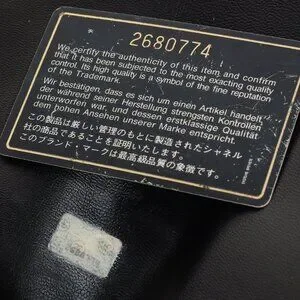 2680774
We certify the authenticity of this item and confirm
that it has been subjected to the most exacting quality
control. Its high quality is a symbol of the fine reputation
of the Trademark.
Wir bestätigen, dass es sich um einen Artikel handelt,
der während seiner Herstellung strengsten Kontrollen
unterworfen war, und dessen erstklassige Qualität
dem hohen Ansehen unserer Marke entspricht.
この製品は厳しい管理のもとに製造されたシャネル
社の商品であることを証明いたします。
このブランド・マークは最高級品質の象徴です。